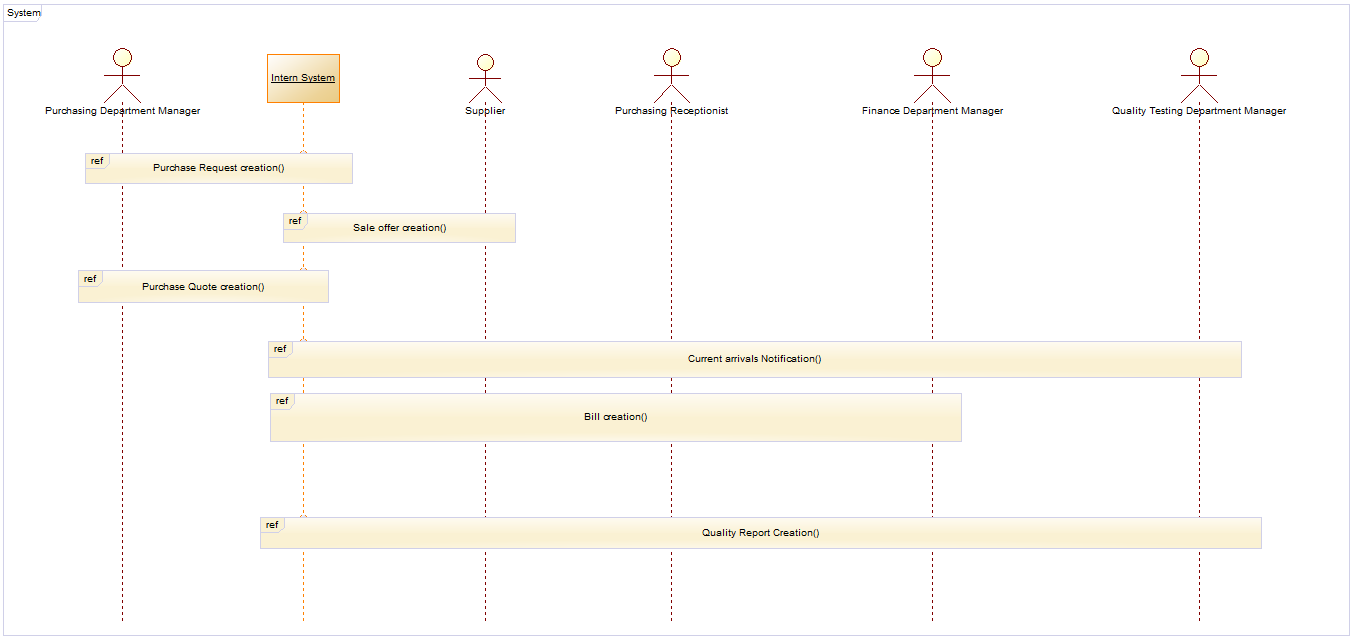 System
Intern System
Purchasing Department Manager
Supplier
Purchasing Receptionist
Finance Department Manager
Quality Testing Department Manager
ref
Purchase Request creation()
ref
Sale offer creation()
ref
Purchase Quote creation()
ref
Current arrivals Notification()
ref
Bill creation()
ref
Quality Report Creation()